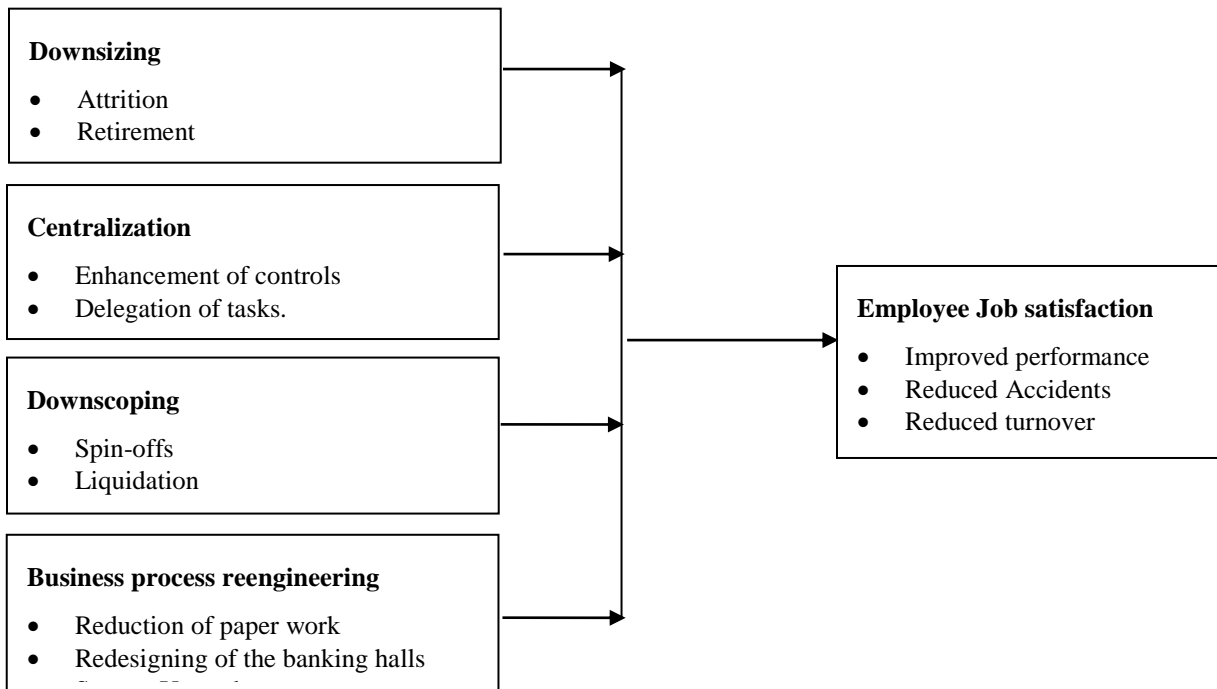 Downsizing
• Attrition
• Retirement
Centralization
• Enhancement of controls
• Delegation of tasks.
Downscoping
• Spin-offs
• Liquidation
Business process reengineering
• Reduction of paper work
• Redesigning of the banking halls
Employee Job satisfaction
• Improved performance
• Reduced Accidents
• Reduced turnover